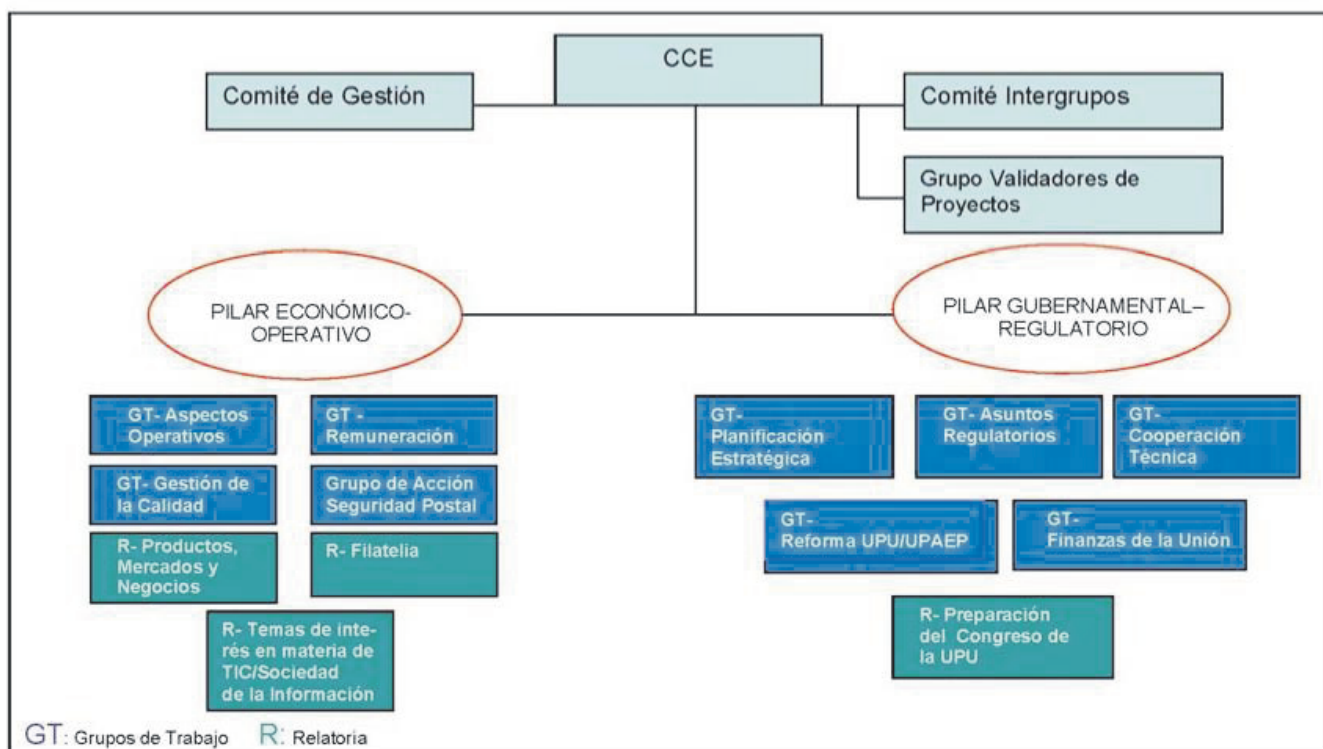 CCE
Comité de Gestión
Comité Intergrupos
Grupo Validadores de
Proyectos
PILAR ECONÓMICO-
OPERATIVO
PILAR GUBERNAMENTAL–
REGULATORIO
GT- Aspectos
Operativos
GT -
Remuneración
GT- Gestión de
la Calidad
Grupo de Acción
Seguridad Postal
R- Productos,
Mercados y
Negocios
R- Filatelia
R- Temas de inte-
rés en materia de
TIC/Sociedad
de la Información
GT-
Planificación
Estratégica
GT- Asuntos
Regulatorios
GT-
Cooperación
Técnica
GT-
Reforma UPU/UPAEP
GT-
Finanzas de la Unión
R- Preparación
del Congreso de
la UPU
GT: Grupos de Trabajo R: Relatoria